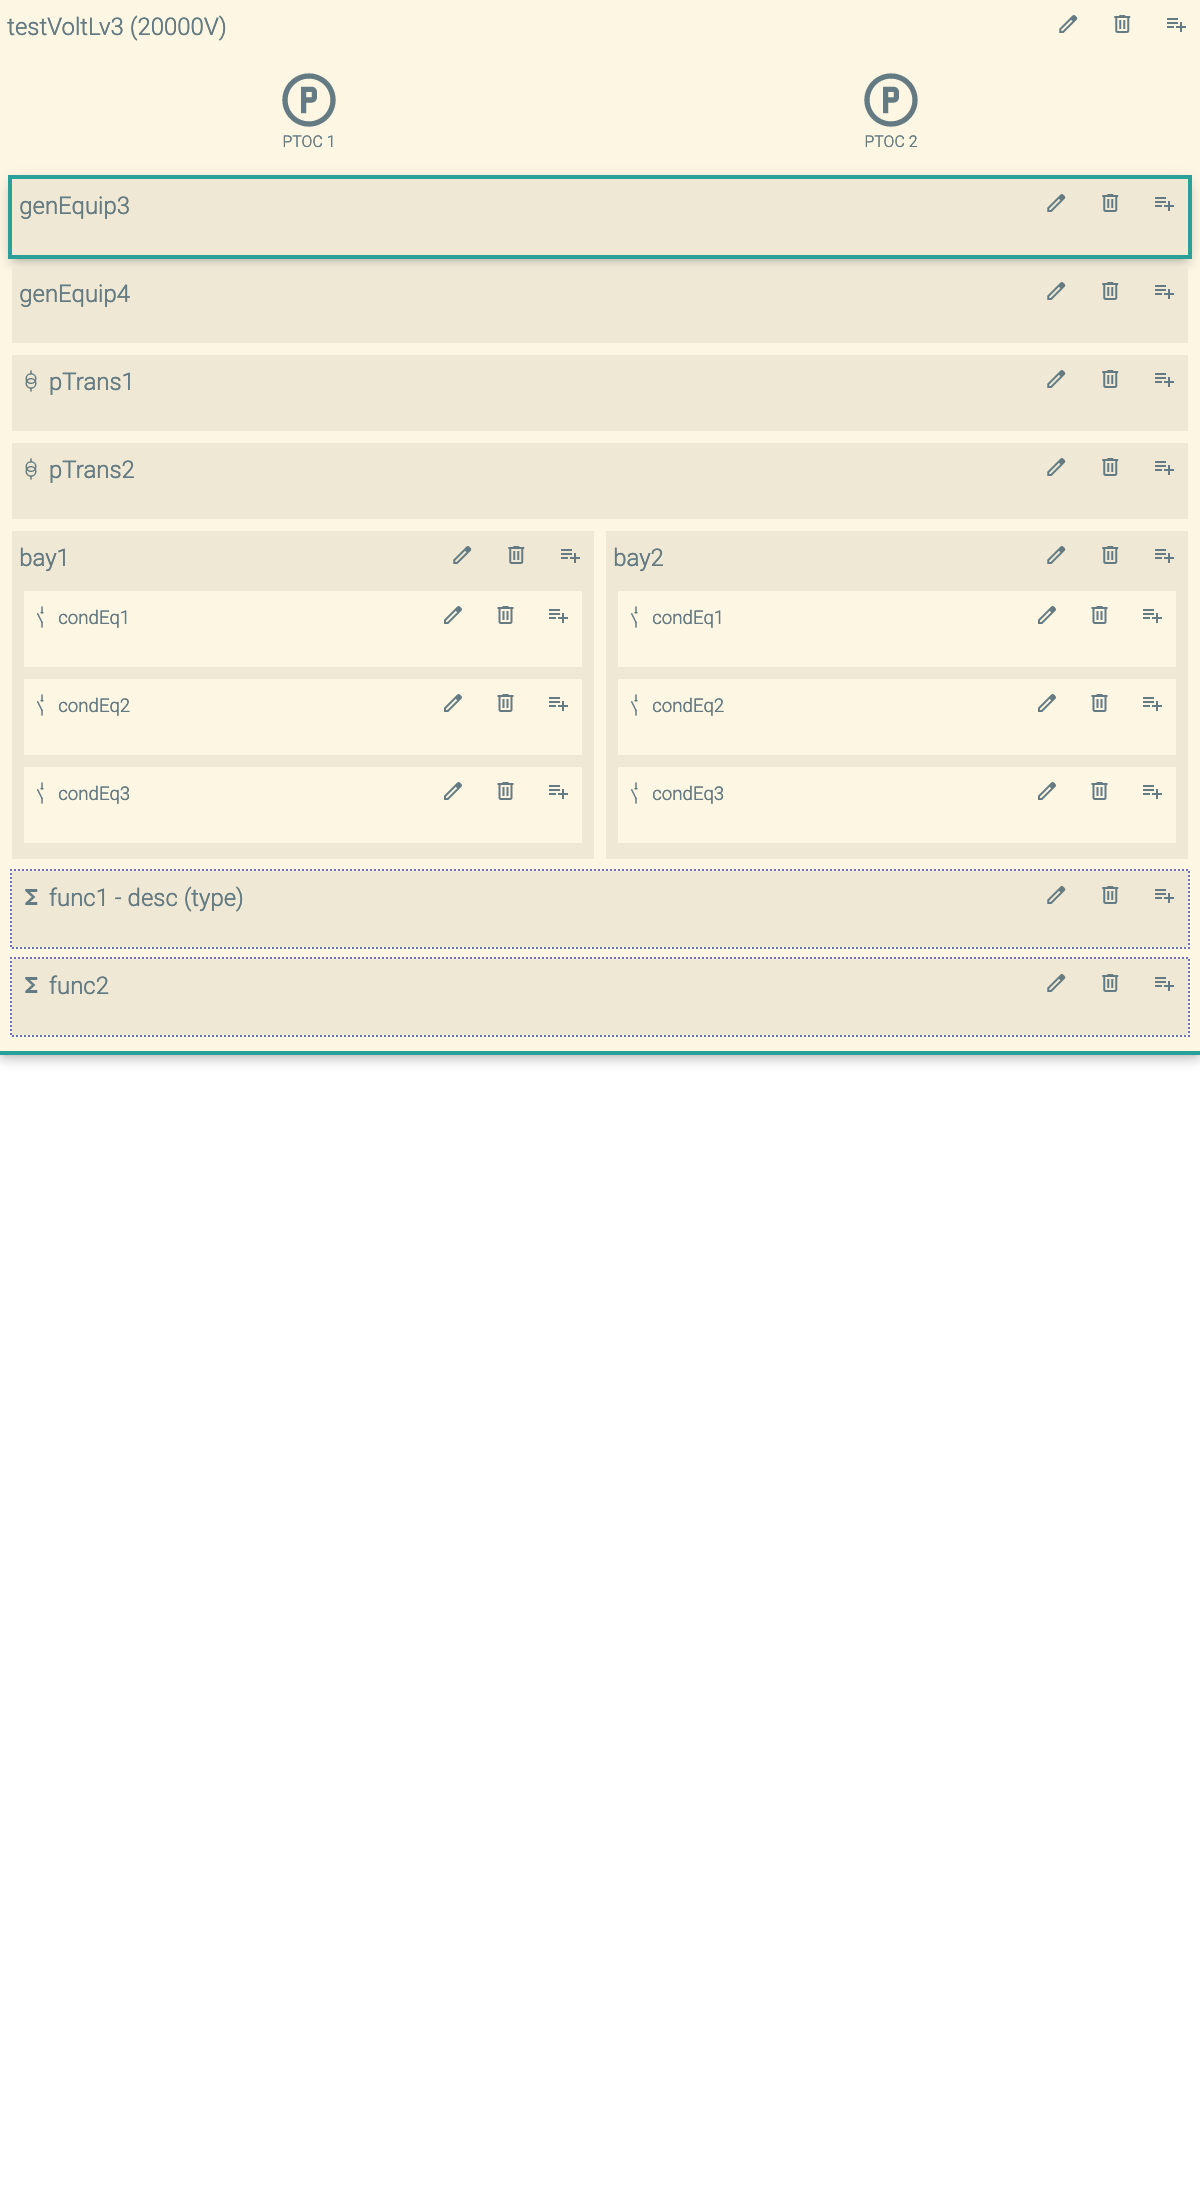 testVoltLv3 (20000V)
PTOC 1
PTOC 2
genEquip3
genEquip4
pTrans1
pTrans2
bay1
condEq1
condEq2
condEq3
bay2
condEq1
condEq2
condEq3
func1 - desc (type)
func2